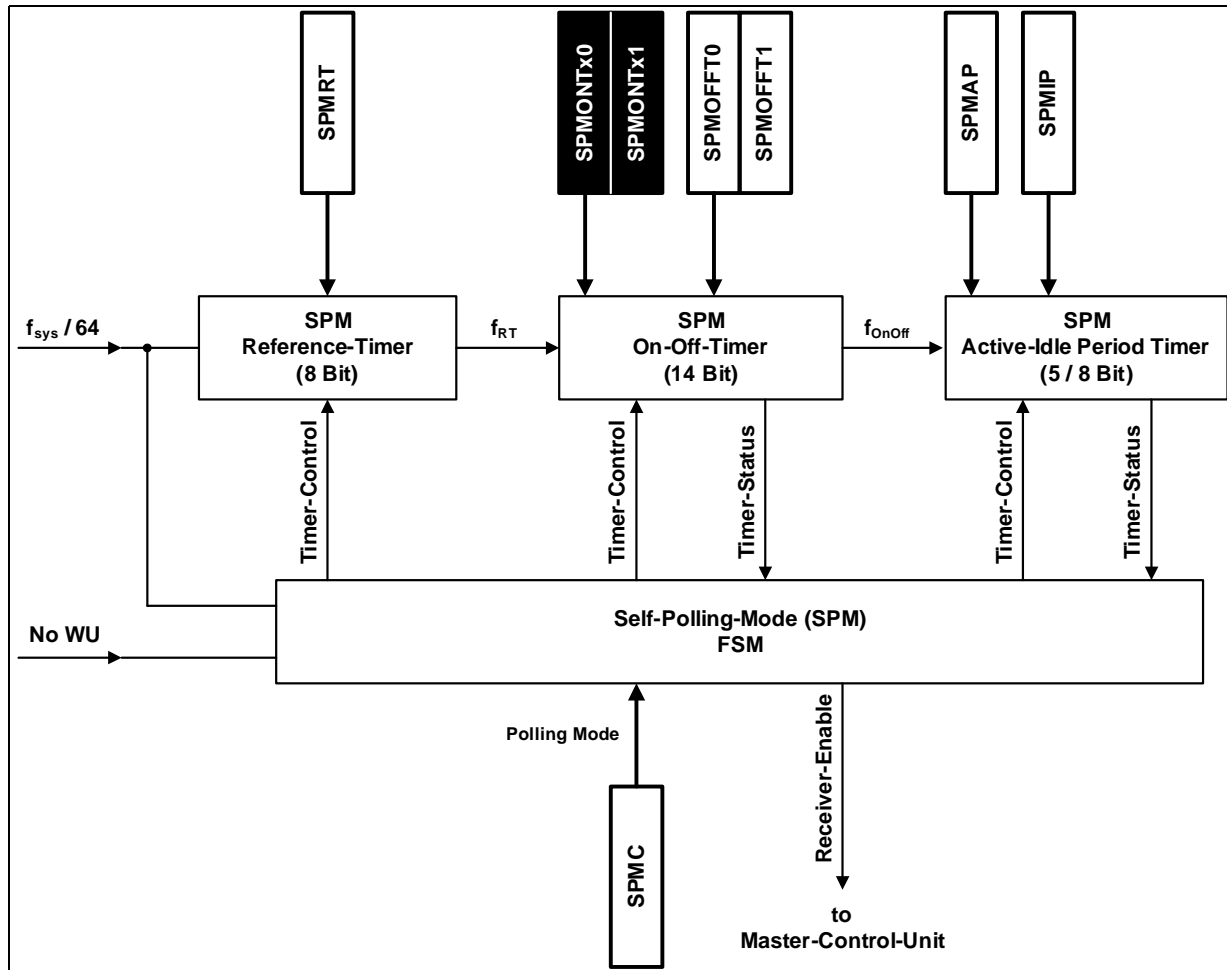 SPMRT
SPMONTx0
SPMONTx1
SPMOFFT0
SPMOFFT1
SPMAP
SPMIP
fsys / 64
SPM
Reference-Timer
(8 Bit)
fRT
SPM
On-Off-Timer
(14 Bit)
fOnOff
SPM
Active-Idle Period Timer
(5 / 8 Bit)
Timer-Control
Timer-Control
Timer-Status
Timer-Control
Timer-Status
No WU
Self-Polling-Mode (SPM)
FSM
Polling Mode
Receiver-Enable
SPMC
to
Master-Control-Unit